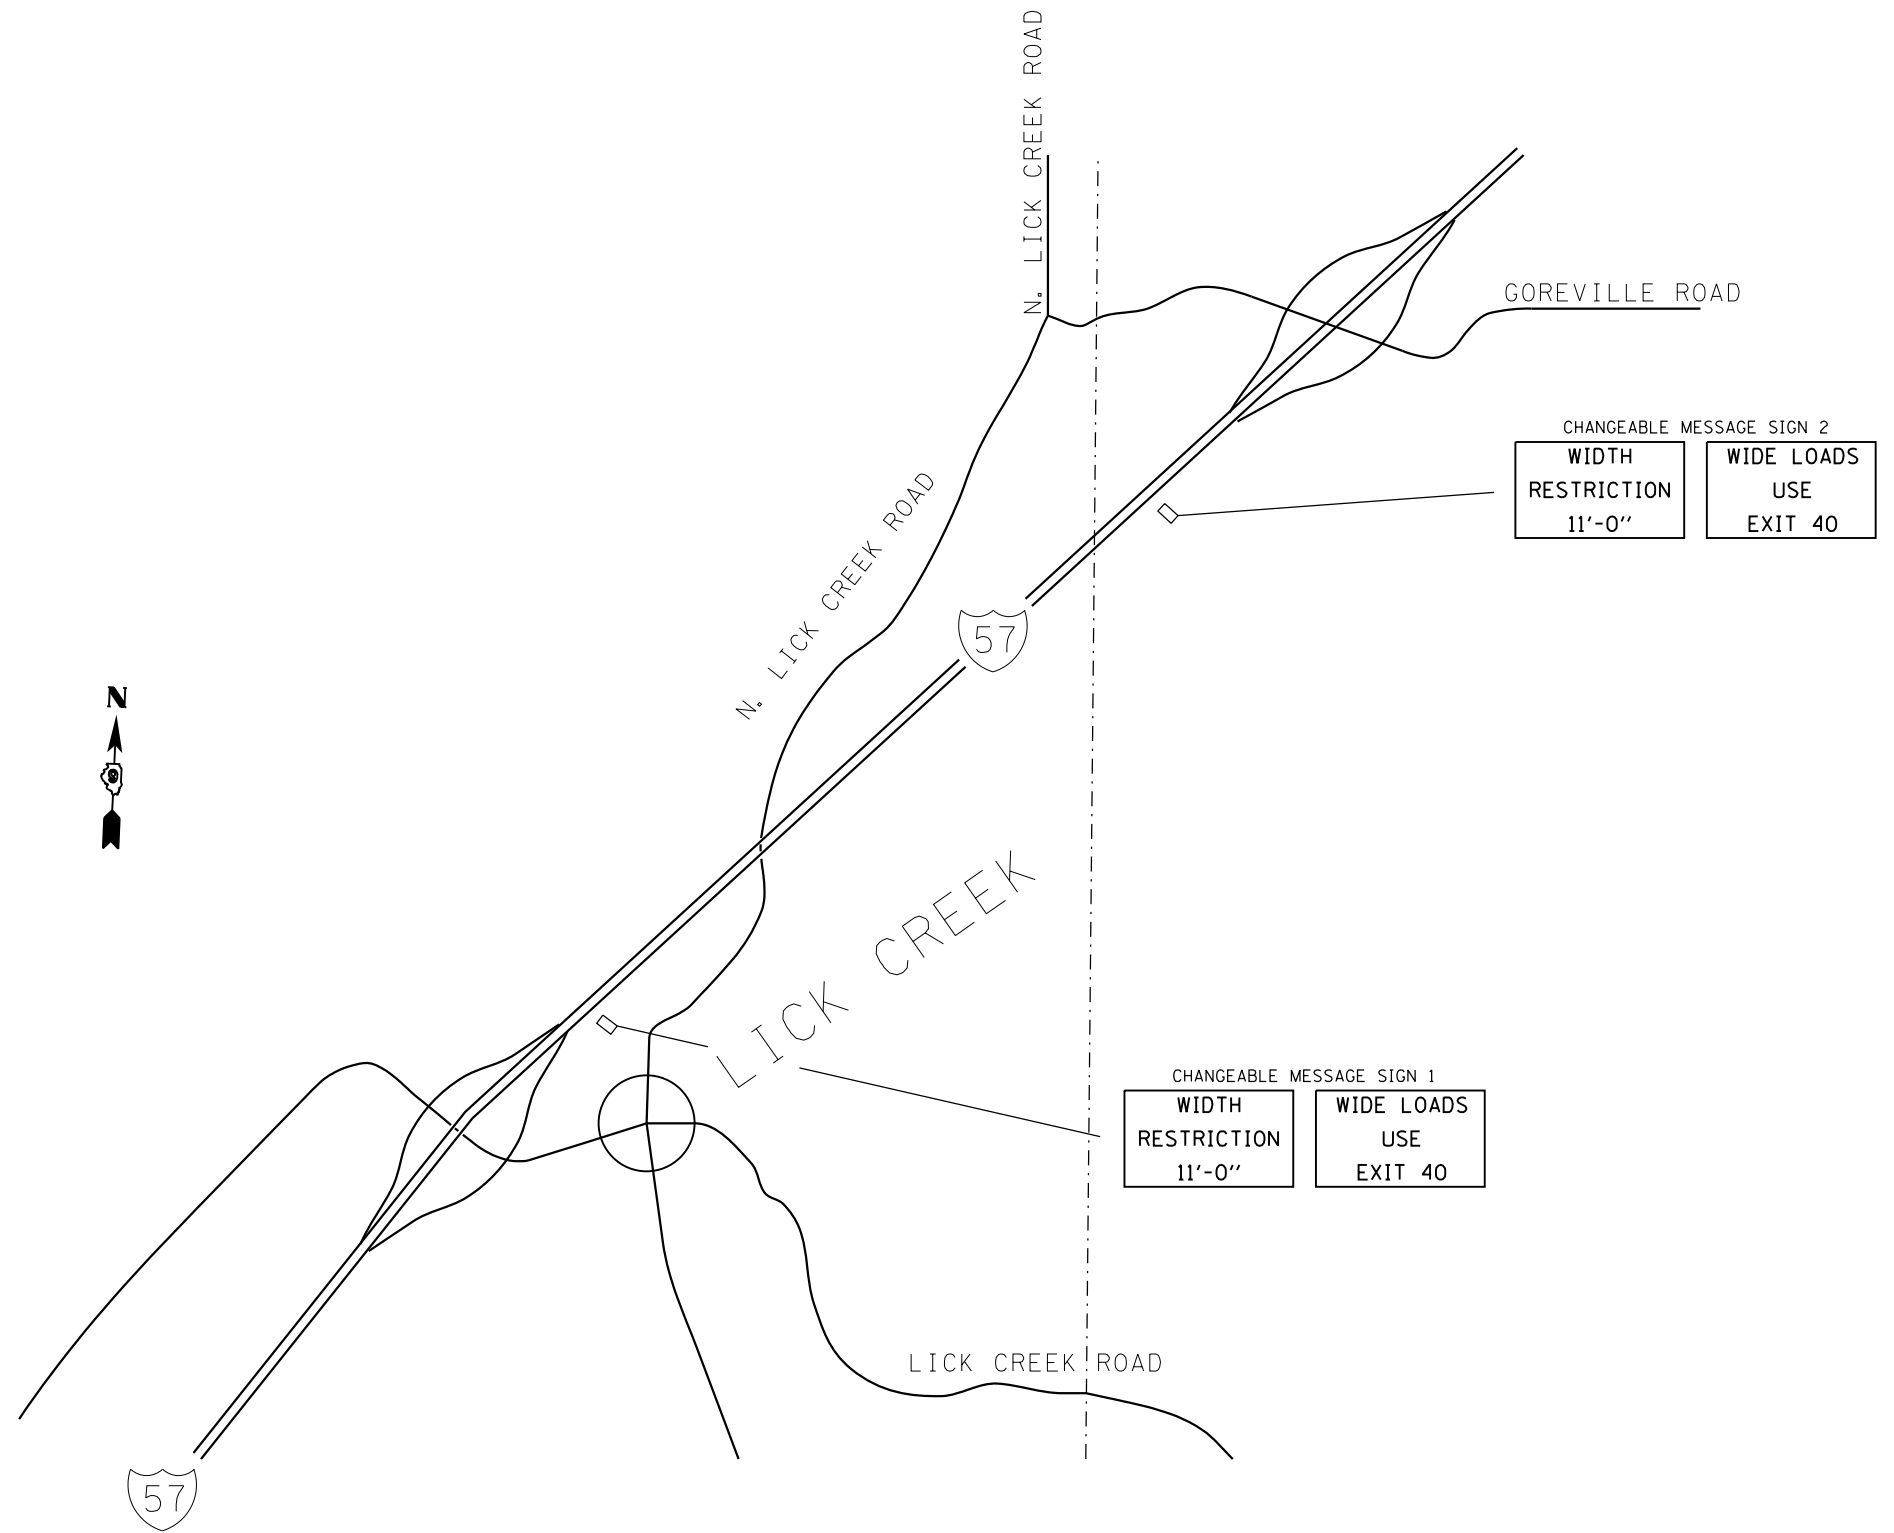 N. LICK CREEK ROAD
GOREVILLE ROAD
CHANGEABLE MESSAGE SIGN 2
WIDTH
RESTRICTION
11'-0''
WIDE LOADS
USE
EXIT 40
N. LICK CREEK ROAD
57
N
9
LICK CREEK
CHANGEABLE MESSAGE SIGN 1
WIDTH
RESTRICTION
11'-0''
WIDE LOADS
USE
EXIT 40
LICK CREEK ROAD
57